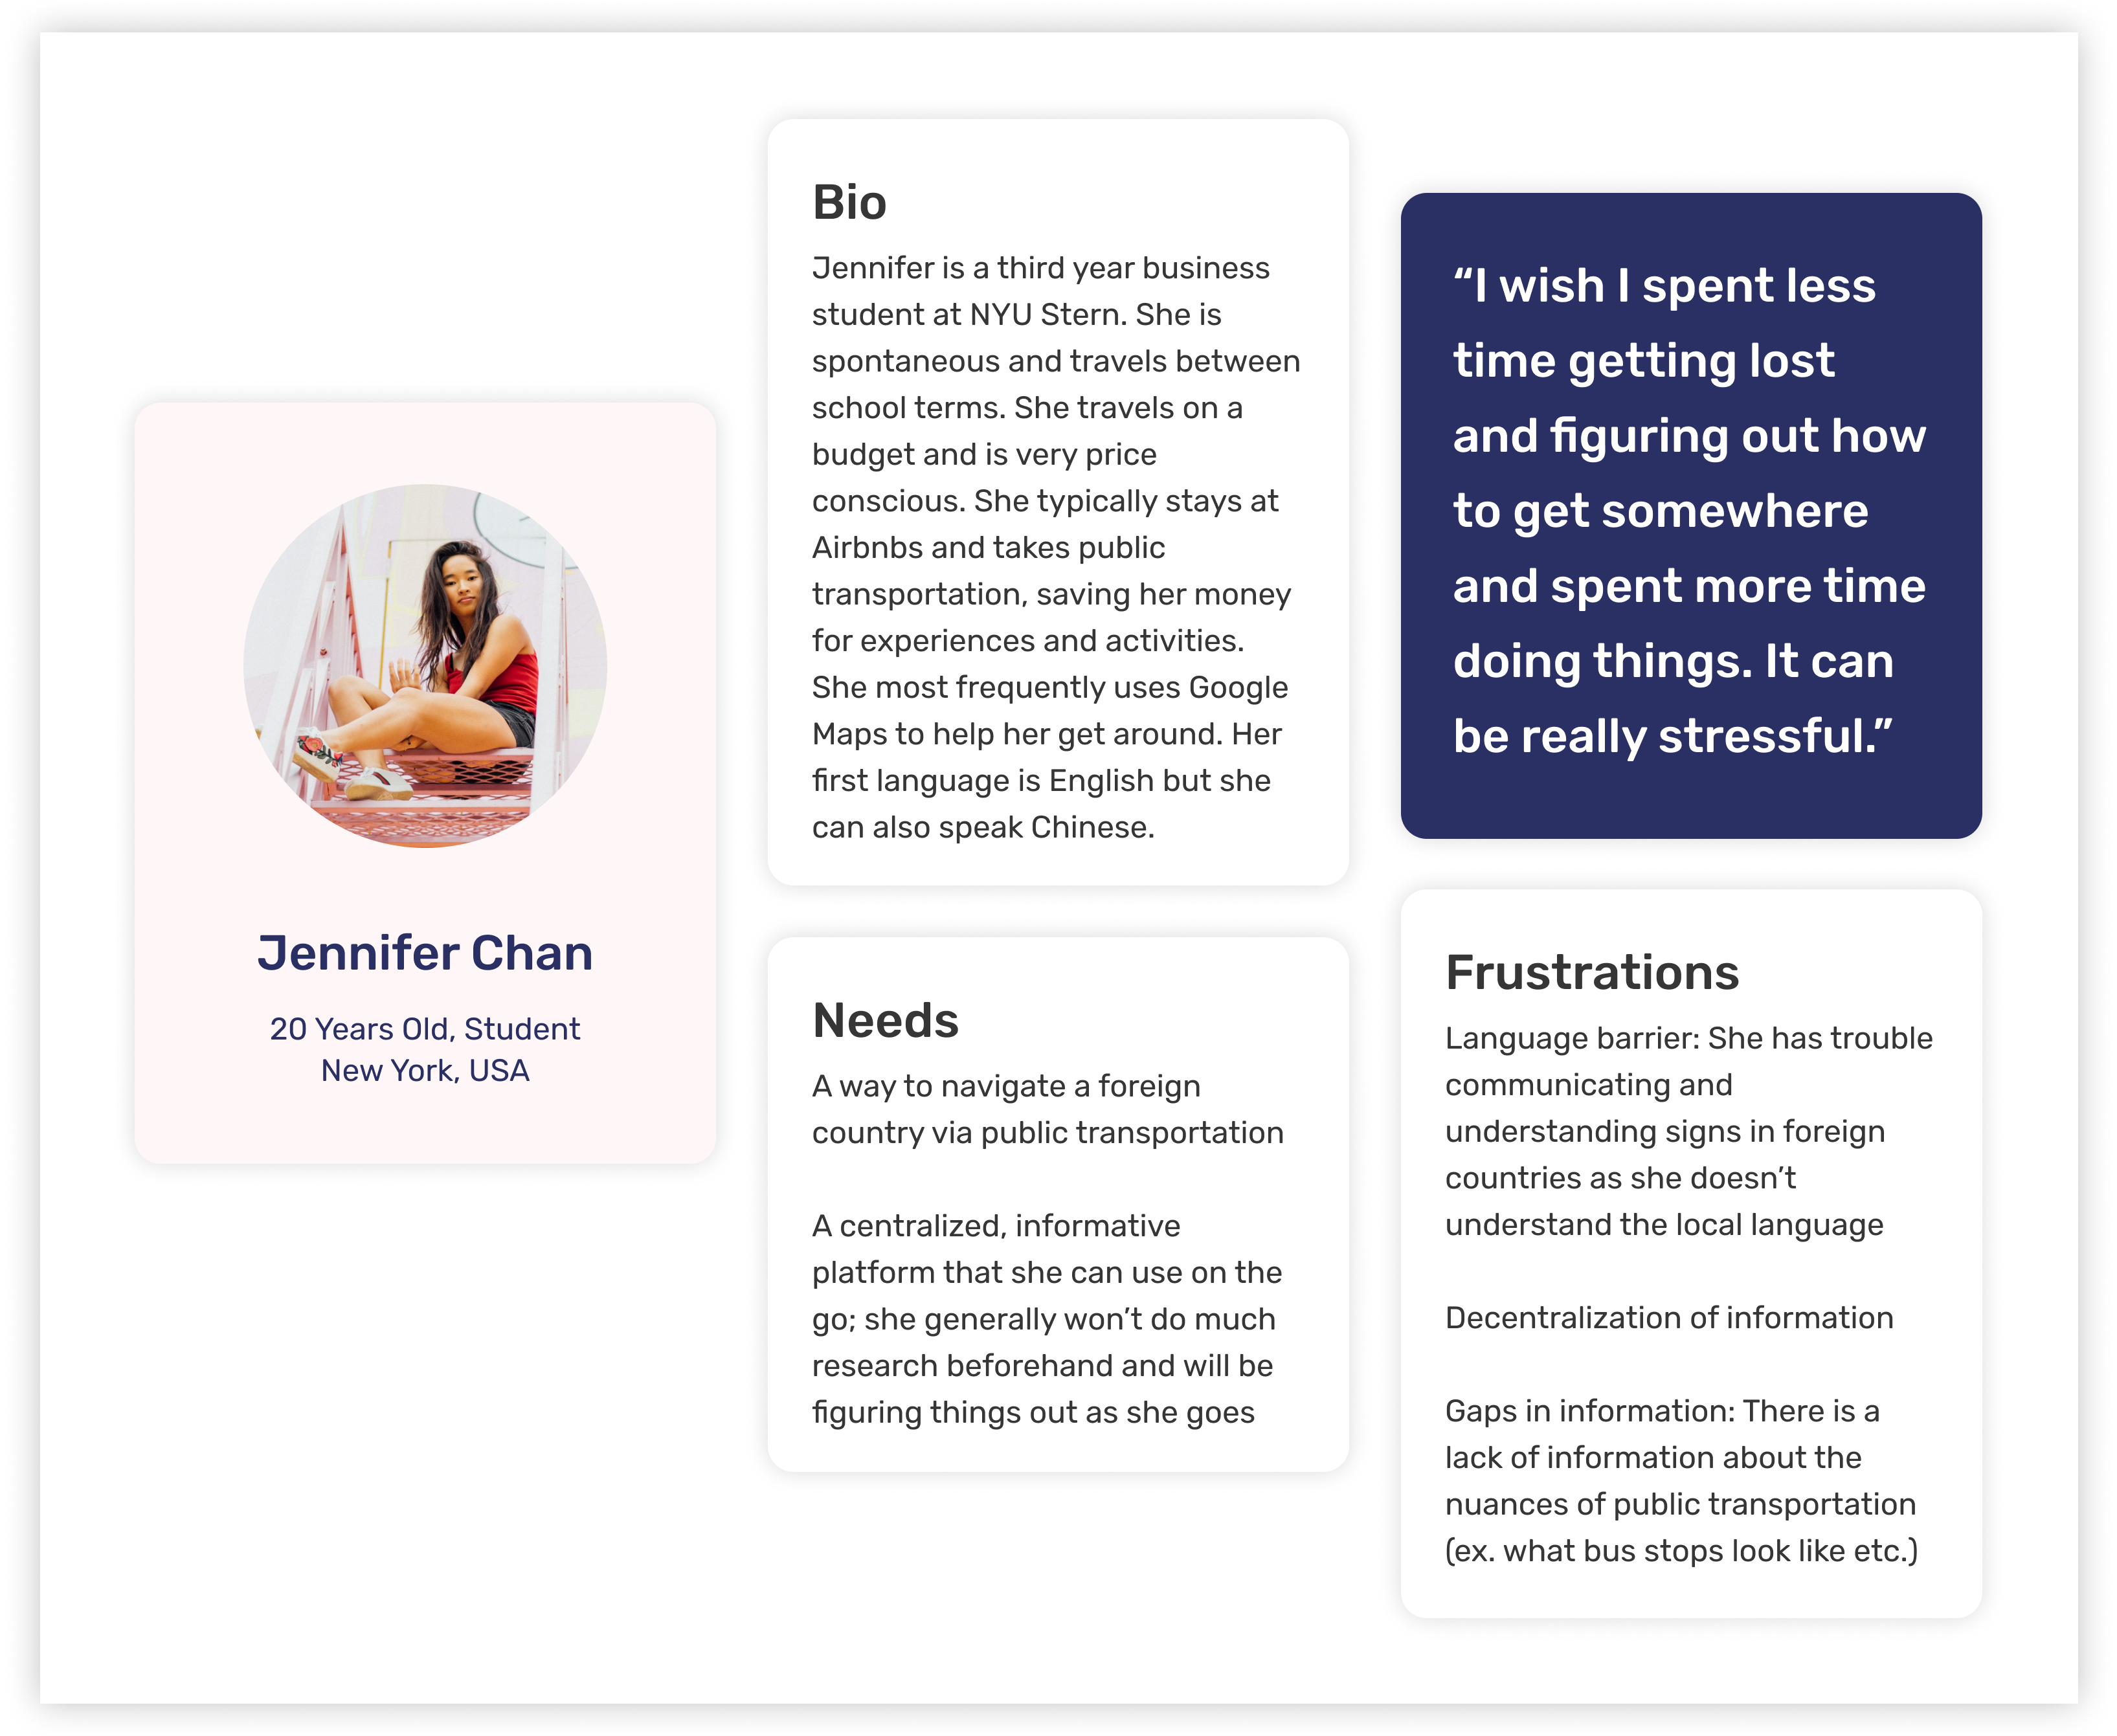 Jennifer Chan
20 Years Old, Student
New York, USA
Bio
Jennifer is a third year business
student at NYU Stern. She is
spontaneous and travels between
school terms. She travels on a
budget and is very price
conscious. She typically stays at
Airbnbs and takes public
transportation, saving her money
for experiences and activities.
She most frequently uses Google
Maps to help her get around. Her
first language is English but she
can also speak Chinese.
Needs
A way to navigate a foreign
country via public transportation
A centralized, informative
platform that she can use on the
go; she generally won’t do much
research beforehand and will be
figuring things out as she goes
“I wish I spent less
time getting lost
and figuring out how
to get somewhere
and spent more time
doing things. It can
be really stressful.”
Frustrations
Language barrier: She has trouble
communicating and
understanding signs in foreign
countries as she doesn’t
understand the local language
Decentralization of information
Gaps in information: There is a
lack of information about the
nuances of public transportation
(ex. what bus stops look like etc.)